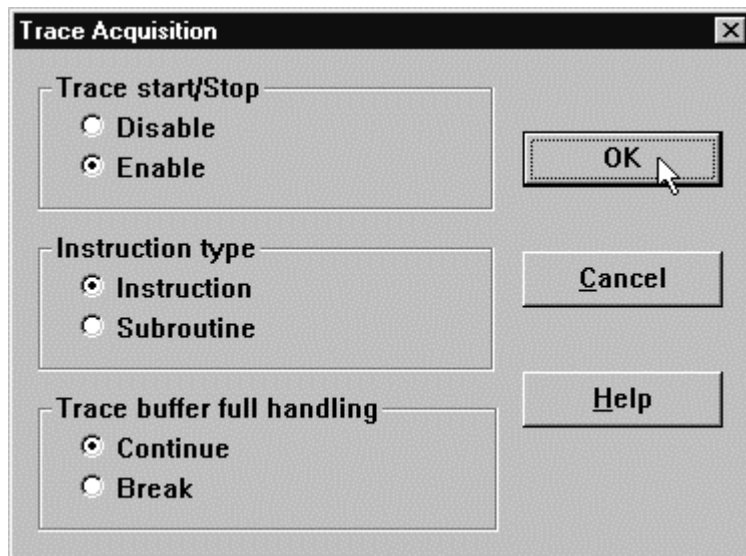 Trace Acquisition
Trace start/Stop
Disable
Enable
OK
Instruction type
Instruction
Subroutine
Cancel
Trace buffer full handling
Continue
Break
Help